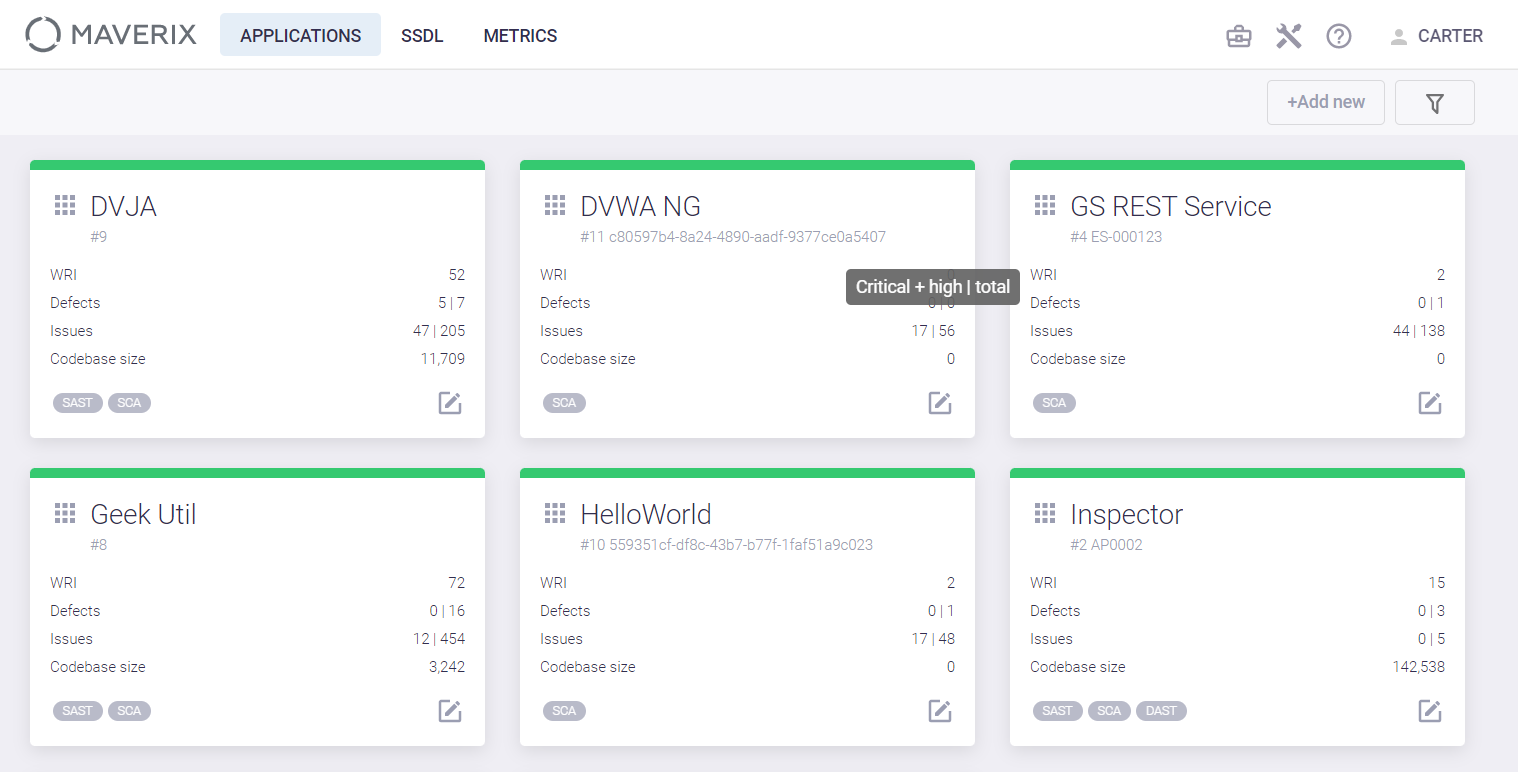 MAVERIX
APPLICATIONS
SSDL
METRICS
CARTER
+Add new
DVJA
#9
WRI 52
Defects 5 | 7
Issues 47 | 205
Codebase size 11,709
SAST SCA
DVWA NG
#11 c80597b4-8a24-4890-aadf-9377ce0a5407
WRI 0
Critical + high | total
Defects 0 | 0
Issues 17 | 56
Codebase size 0
SCA
GS REST Service
#4 ES-000123
WRI 2
Defects 0 | 1
Issues 44 | 138
Codebase size 0
SCA
Geek Util
#8
WRI 72
Defects 0 | 16
Issues 12 | 454
Codebase size 3,242
SAST SCA
HelloWorld
#10 559351cf-df8c-43b7-b77f-1faf51a9c023
WRI 2
Defects 0 | 1
Issues 17 | 48
Codebase size 0
SCA
Inspector
#2 AP0002
WRI 15
Defects 0 | 3
Issues 0 | 5
Codebase size 142,538
SAST SCA DAST